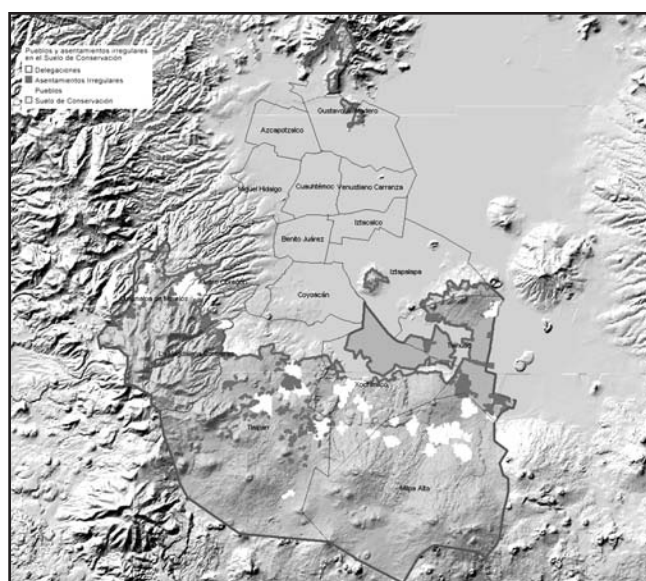 Pueblos y asentamientos irregulares
en el Suelo de Conservación
Delegaciones
Asentamientos Irregulares
Pueblos
Suelo de Conservación
Gustavo A. Madero
Azcapotzalco
Miguel Hidalgo
Cuauhtémoc
Venustiano Carranza
Iztacalco
Benito Juárez
Iztapalapa
Coyoacán
Xochimilco
Tlalpan
Milpa Alta